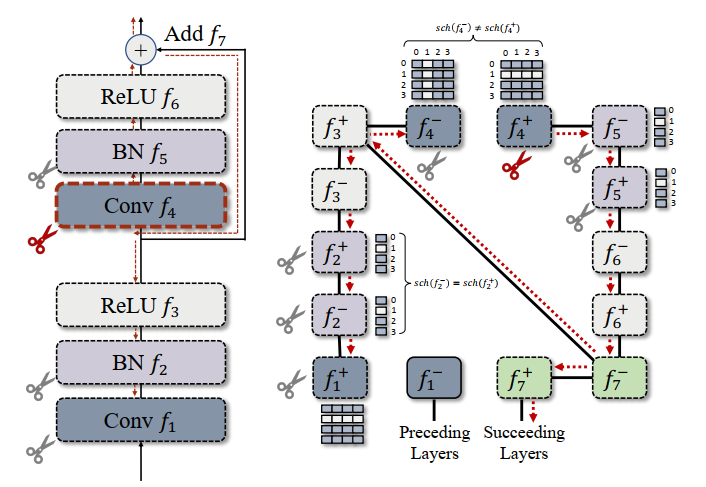 Add f₇
+
ReLU f₆
BN f₅
Conv f₄
ReLU f₃
BN f₂
Conv f₁
sch(f₄⁻) ≠ sch(f₄⁺)
0 1 2 3
0
1
2
3
0 1 2 3
0
1
2
3
f₃⁺
f₄⁻
f₄⁺
f₅⁻
0
1
2
3
f₃⁻
f₅⁺
0
1
2
3
f₂⁺
0
1
2
3
sch(f₂⁻) = sch(f₂⁺)
f₆⁻
f₂⁻
0
1
2
3
f₆⁺
f₁⁺
f₁⁻
f₇⁺
f₇⁻
Preceding
Layers
Succeeding
Layers